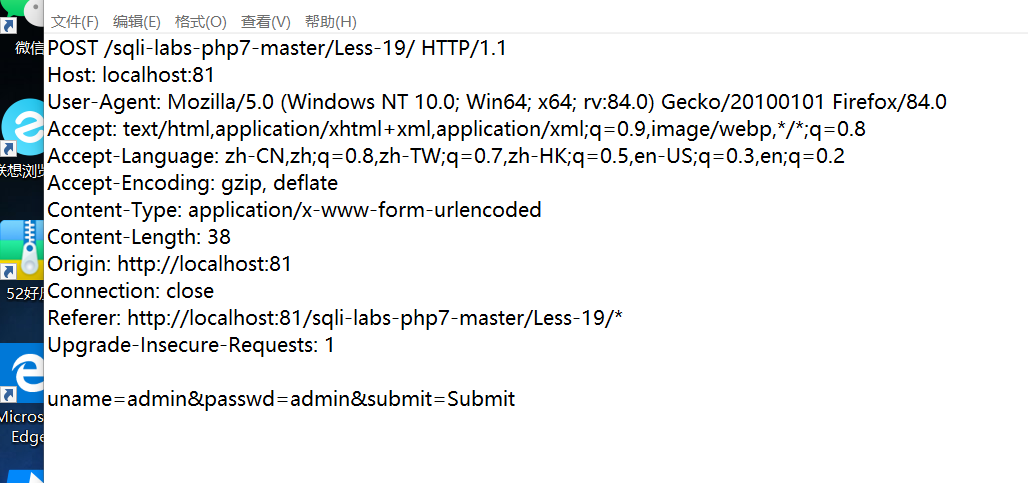 文件(F) 编辑(E) 格式(O) 查看(V) 帮助(H)
微信
POST /sqli-labs-php7-master/Less-19/ HTTP/1.1
Host: localhost:81
User-Agent: Mozilla/5.0 (Windows NT 10.0; Win64; x64; rv:84.0) Gecko/20100101 Firefox/84.0
Accept: text/html,application/xhtml+xml,application/xml;q=0.9,image/webp,*/*;q=0.8
Accept-Language: zh-CN,zh;q=0.8,zh-TW;q=0.7,zh-HK;q=0.5,en-US;q=0.3,en;q=0.2
Accept-Encoding: gzip, deflate
Content-Type: application/x-www-form-urlencoded
Content-Length: 38
Origin: http://localhost:81
Connection: close
Referer: http://localhost:81/sqli-labs-php7-master/Less-19/*
Upgrade-Insecure-Requests: 1
uname=admin&passwd=admin&submit=Submit
52好
Micros
Edge